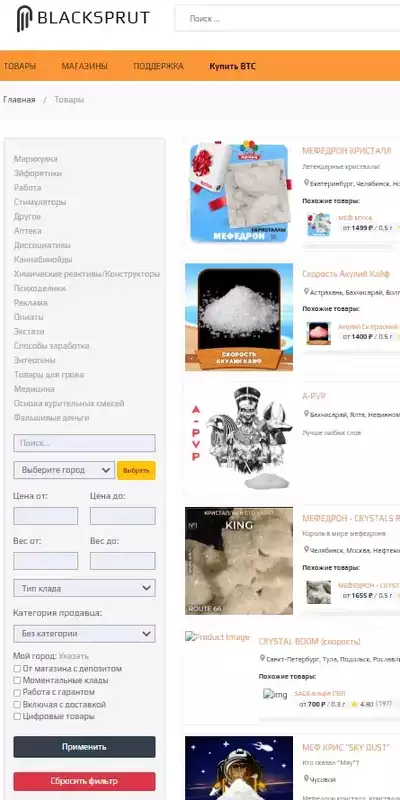 BLACKSPRUT
Поиск ...
ТОВАРЫ МАГАЗИНЫ ПОДДЕРЖКА Купить BTC
Главная / Товары
Марихуана
Эйфоретики
Работа
Стимуляторы
Другое
Аптека
Диссоциативы
Каннабиноиды
Химические реактивы/Конструкторы
Психоделики
Реклама
Опиаты
Экстази
Способы заработка
Энтеогены
Товары для грова
Медицина
Основа курительных смесей
Фальшивые деньги
Поиск...
Выберите город Выбрать
Цена от: Цена до:
Вес от: Вес до:
Тип клада
Категория продавца:
Без категории
Мой город: Указать
От магазина с депозитом
Моментальные клады
Работа с гарантом
Включая с доставкой
Цифровые товары
Применить
Сбросить фильтр
МЕФЕДРОН
КРИСТАЛЛЫ
МЕФЕДРОН КРИСТАЛЛ
Легендарные кристаллы
Екатеринбург, Челябинск, Но
Похожие товары:
МЕФ МУКА
от 1499 ₽ / 0.5 г
СКОРОСТЬ
АКУЛИЙ КАЙФ
Скорость Акулий Кайф
Астрахань, Бахчисарай, Волг
Похожие товары:
Акулий Ск Красный
от 1400 ₽ / 0.5 г
A-PVP
A-PVP
Бахчисарай, Ялта, Невинном
Лучше любых слов
КРИСТАЛЛЫ В СТО КАРАТ
№1 KING
ROUTE 66
МЕФЕДРОН - CRYSTALS R
Король в мире мефедрона
Челябинск, Москва, Нефтею
Похожие товары:
МЕФЕДРОН - CRYST
от 1655 ₽ / 0.5 г
Product Image
CRYSTAL BOOM (скорость)
Санкт-Петербург, Тула, Подольск, Рославль
Похожие товары:
img
от 700 ₽ / 0.3 г 4.80 (197)
МЕФ КРИС "SKY DUST"
Кто сказал "Мяу"?
Чусовой
Мефедрон кристалл